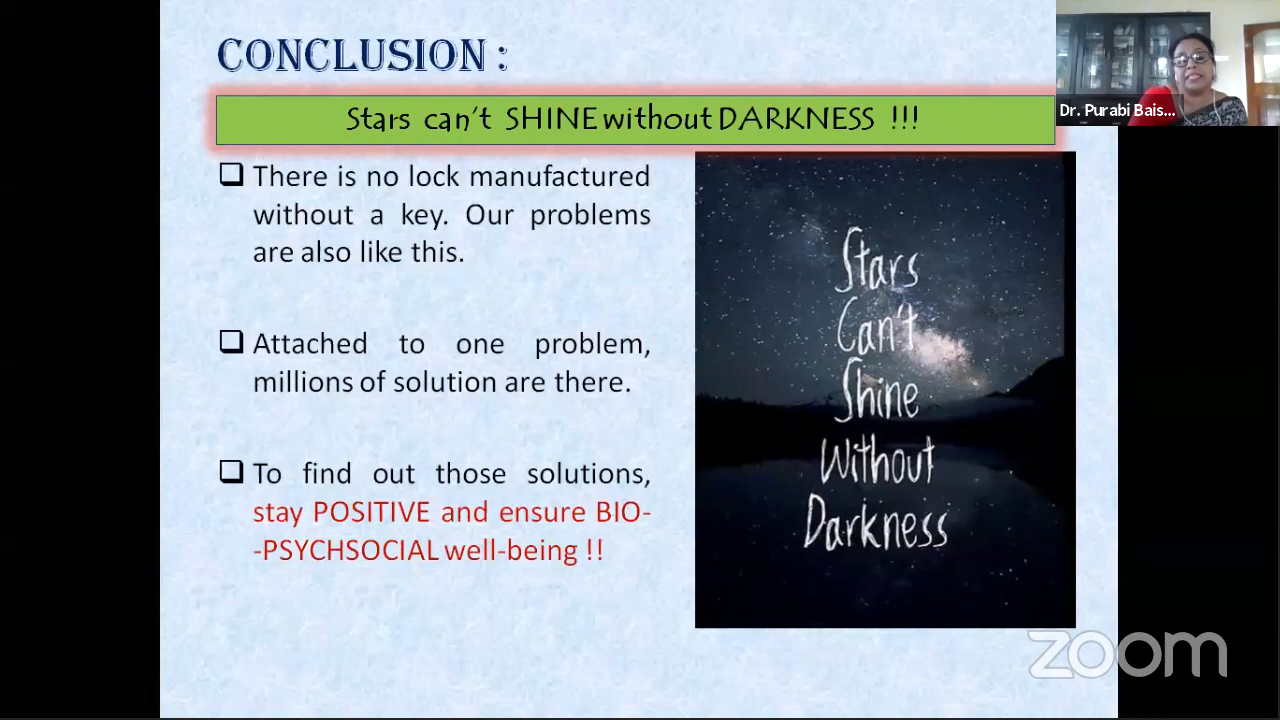 CONCLUSION :
Stars can't SHINE without DARKNESS !!!
There is no lock manufactured
without a key. Our problems
are also like this.
Attached to one problem,
millions of solution are there.
To find out those solutions,
stay POSITIVE and ensure BIO-
-PSYCHSOCIAL well-being !!
Stars
Can't
Shine
Without
Darkness
Dr. Purabi Bais...
zoom